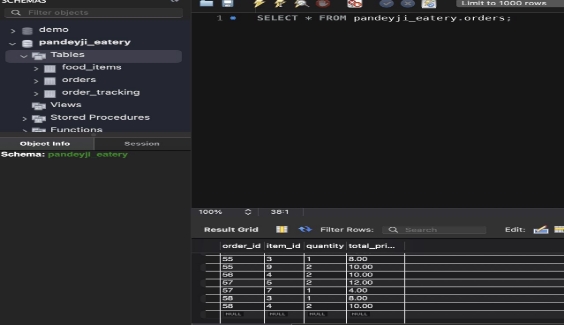 SCHEMAS
Filter objects
demo
pandeyji_eatery
Tables
food_items
orders
order_tracking
Views
Stored Procedures
Functions
Object Info Session
Schema: pandeyji_eatery
Limit to 1000 rows
1 SELECT * FROM pandeyji_eatery.orders;
100% 38:1
Result Grid Filter Rows: Search Edit:
order_id item_id quantity total_pri...
55 3 1 8.00
55 9 2 10.00
56 4 2 10.00
57 5 2 12.00
57 7 1 4.00
58 3 1 8.00
58 4 2 10.00
NULL NULL NULL NULL